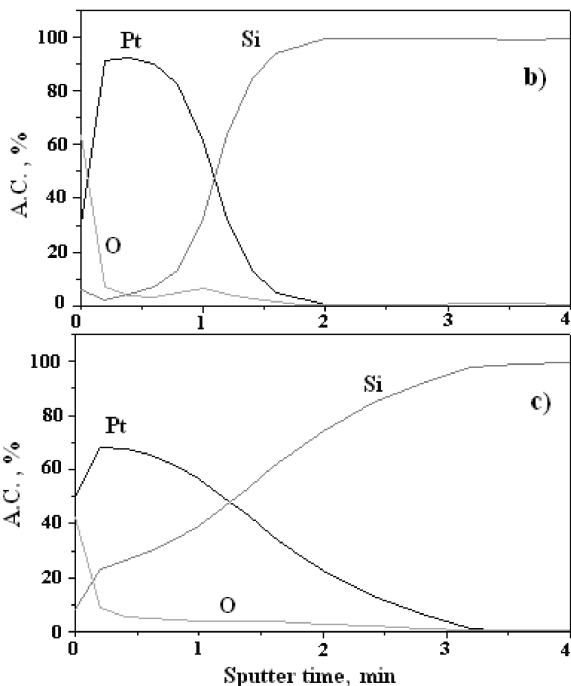 100
80
60
40
20
0
A.C. , %
Pt
Si
O
b)
0 1 2 3 4
100
80
60
40
20
0
A.C. , %
Pt
Si
O
c)
0 1 2 3 4
Sputter time, min